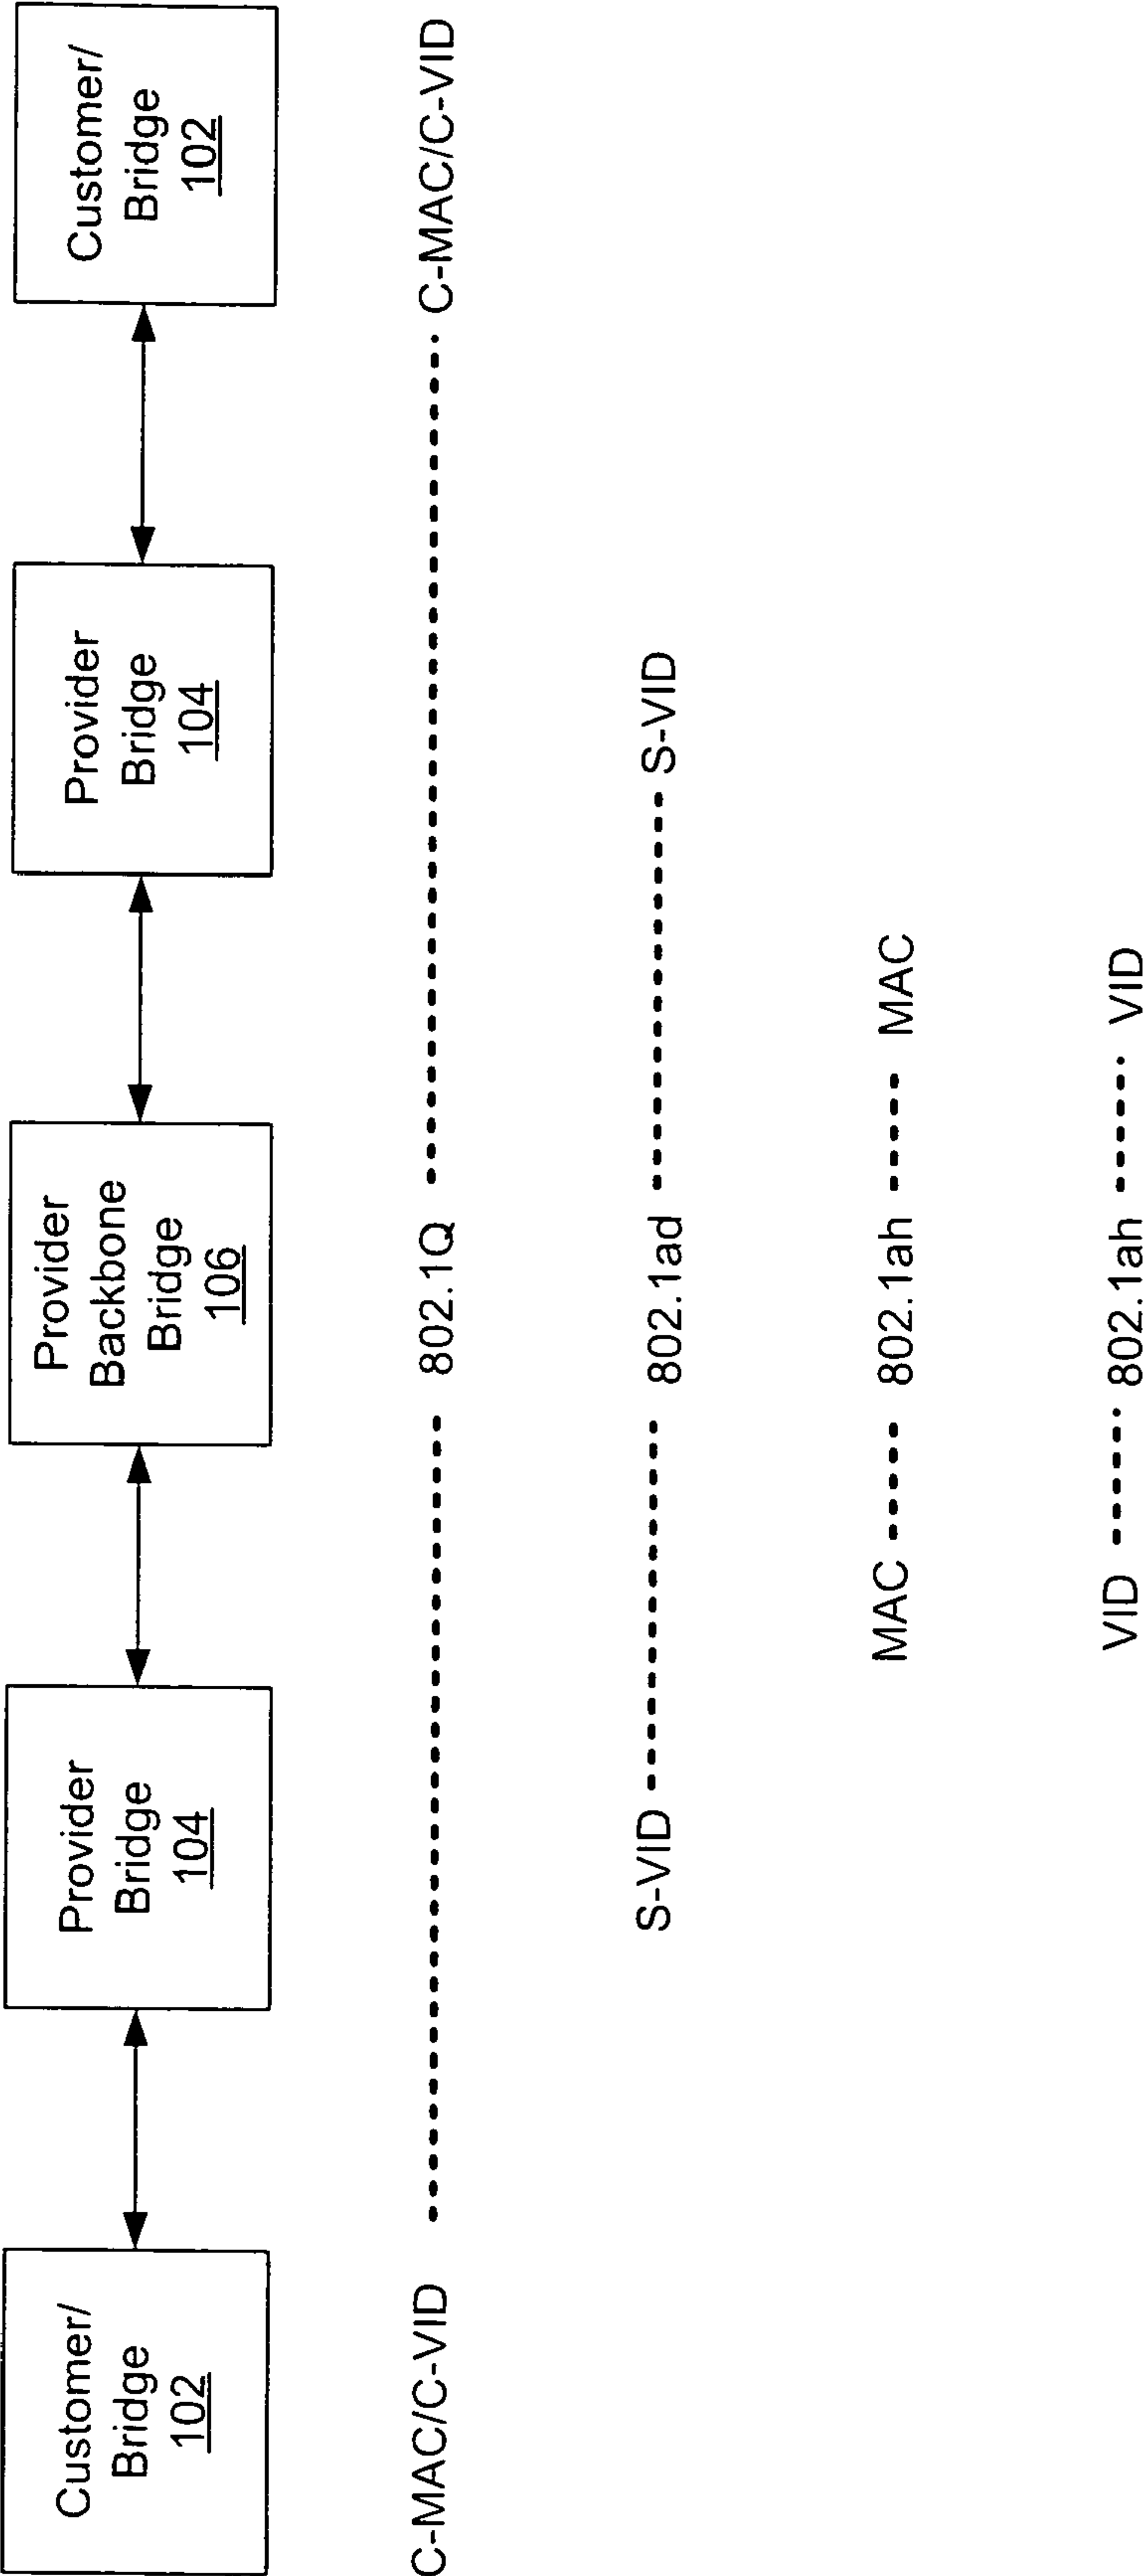 Customer/
Bridge
102
Provider
Bridge
104
Provider
Backbone
Bridge
106
Provider
Bridge
104
Customer/
Bridge
102
C-MAC/C-VID 802.1Q C-MAC/C-VID
S-VID 802.1ad S-VID
MAC 802.1ah MAC
VID 802.1ah VID